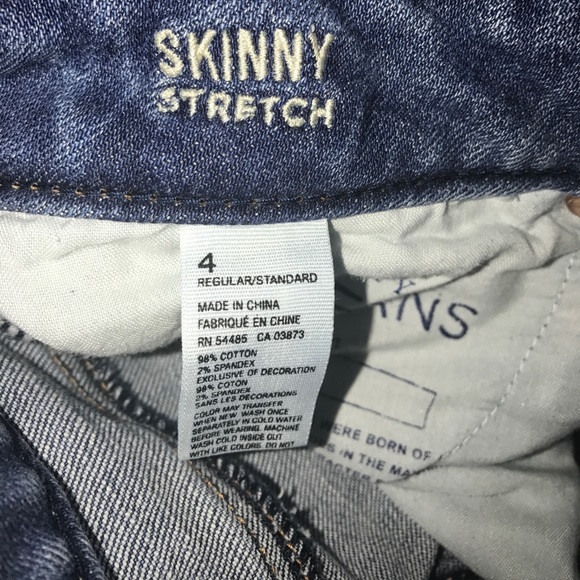 SKINNY
STRETCH
4
REGULAR/STANDARD
MADE IN CHINA
FABRIQUÉ EN CHINE
RN 54485 CA 03873
98% COTTON
2% SPANDEX
EXCLUSIVE OF DECORATION
98% COTON
2% SPANDEX
SANS LES DECORATIONS
COLOR MAY TRANSFER
WHEN NEW. WASH ONCE
SEPARATELY IN COLD WATER
BEFORE WEARING. MACHINE
WASH COLD INSIDE OUT
WITH LIKE COLORS. DO NOT
ANS
ERE BORN OF
IN THE MA